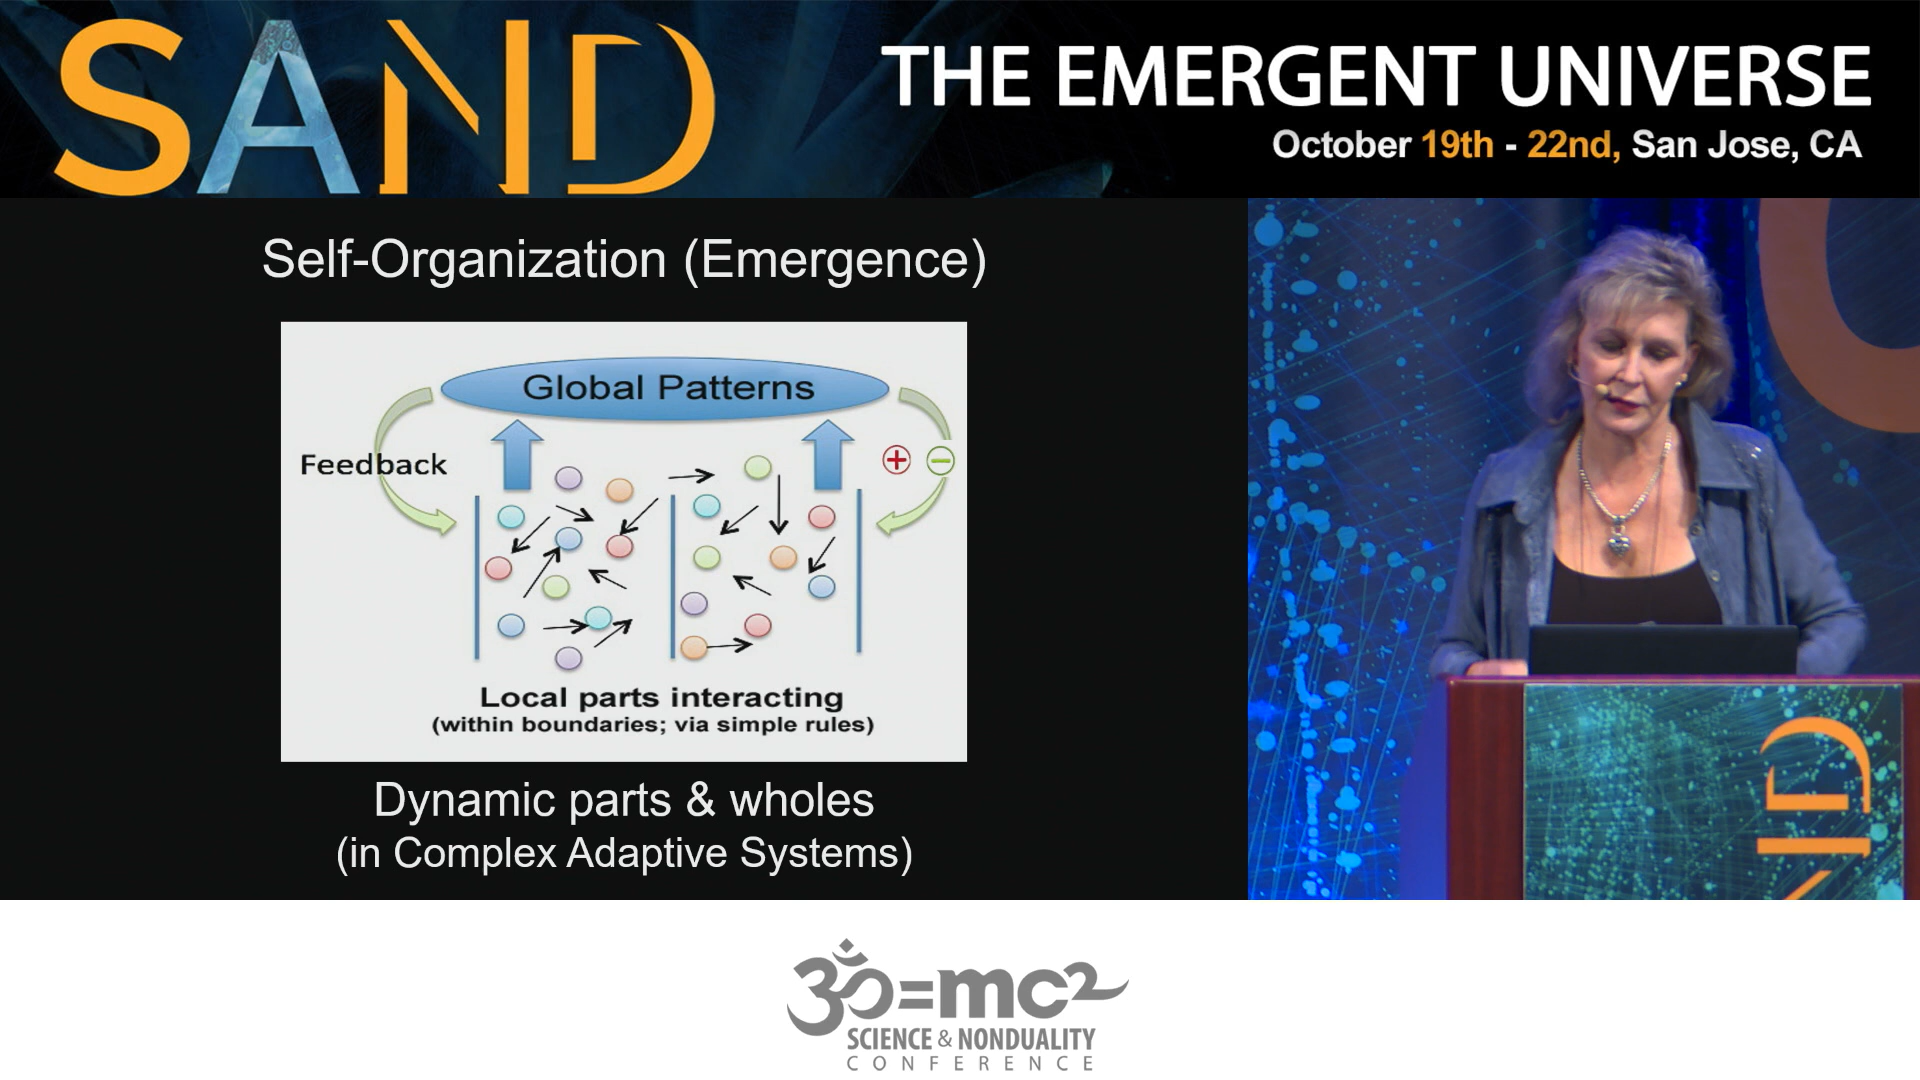 SAND
THE EMERGENT UNIVERSE
October 19th - 22nd, San Jose, CA
Self-Organization (Emergence)
Global Patterns
Feedback
+ −
Local parts interacting
(within boundaries; via simple rules)
Dynamic parts & wholes
(in Complex Adaptive Systems)
ND
ॐ=mc2
SCIENCE & NONDUALITY
CONFERENCE